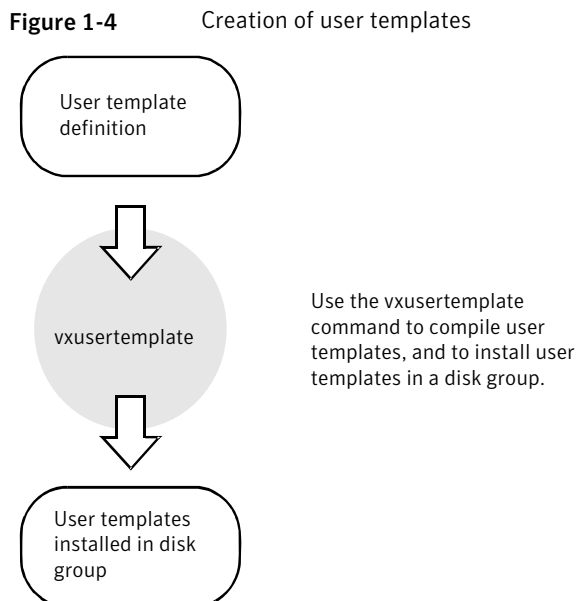 Figure 1-4 Creation of user templates
User template
definition
vxusertemplate
Use the vxusertemplate
command to compile user
templates, and to install user
templates in a disk group.
User templates
installed in disk
group